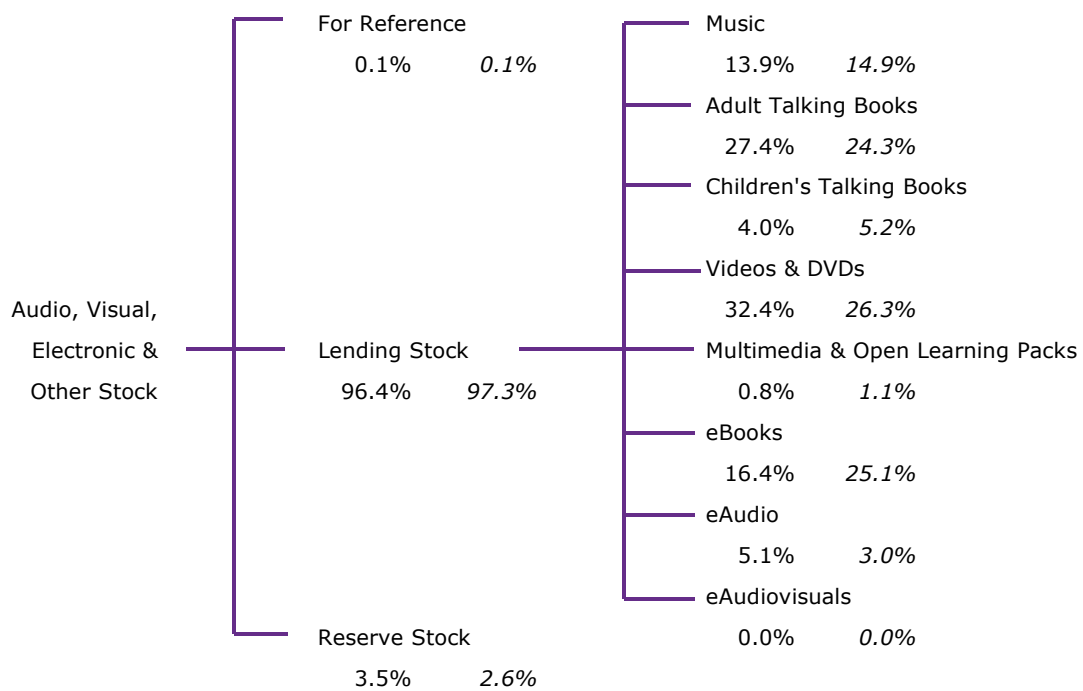 For Reference
0.1% 0.1%
Music
13.9% 14.9%
Adult Talking Books
27.4% 24.3%
Children's Talking Books
4.0% 5.2%
Videos & DVDs
32.4% 26.3%
Audio, Visual,
Electronic &
Other Stock
Lending Stock
96.4% 97.3%
Multimedia & Open Learning Packs
0.8% 1.1%
eBooks
16.4% 25.1%
eAudio
5.1% 3.0%
eAudiovisuals
0.0% 0.0%
Reserve Stock
3.5% 2.6%